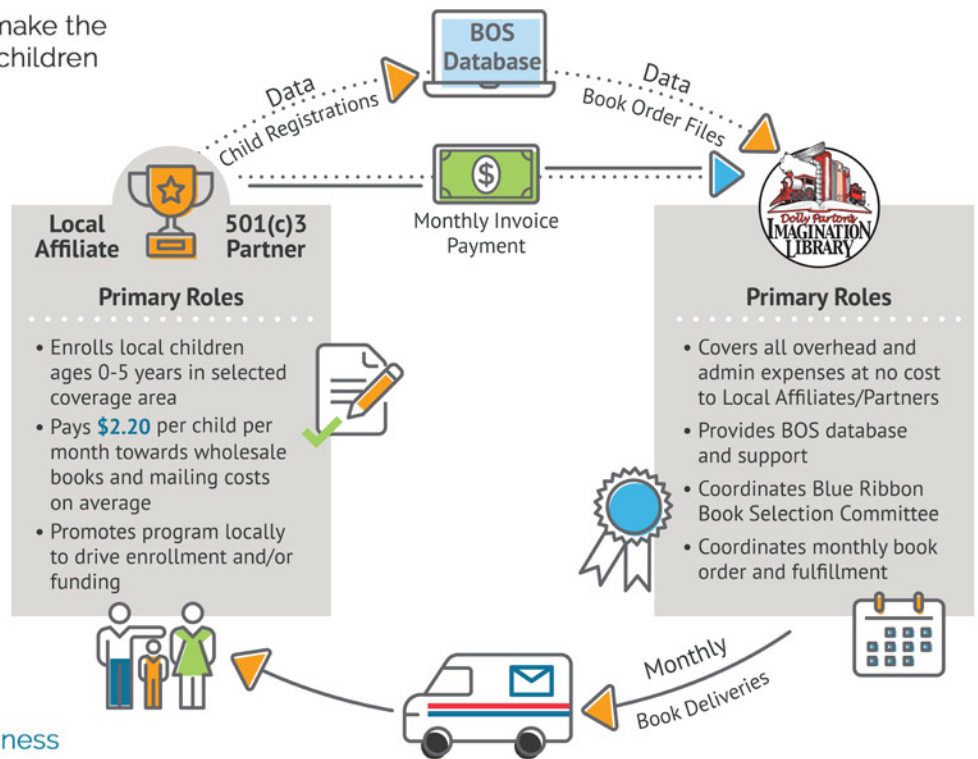 make the
children
BOS
Database
Data
Child Registrations
Data
Book Order Files
$
Monthly Invoice
Payment
Local
Affiliate
501(c)3
Partner
Primary Roles
• Enrolls local children
ages 0-5 years in selected
coverage area
• Pays $2.20 per child per
month towards wholesale
books and mailing costs
on average
• Promotes program locally
to drive enrollment and/or
funding
Dolly Parton's
IMAGINATION
LIBRARY
Primary Roles
• Covers all overhead and
admin expenses at no cost
to Local Affiliates/Partners
• Provides BOS database
and support
• Coordinates Blue Ribbon
Book Selection Committee
• Coordinates monthly book
order and fulfillment
Monthly
Book Deliveries
ness